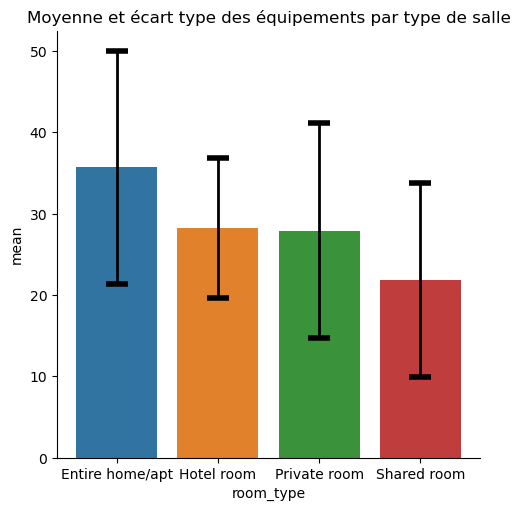 Moyenne et écart type des équipements par type de salle
50
40
30
20
10
0
mean
Entire home/apt Hotel room Private room Shared room
room_type